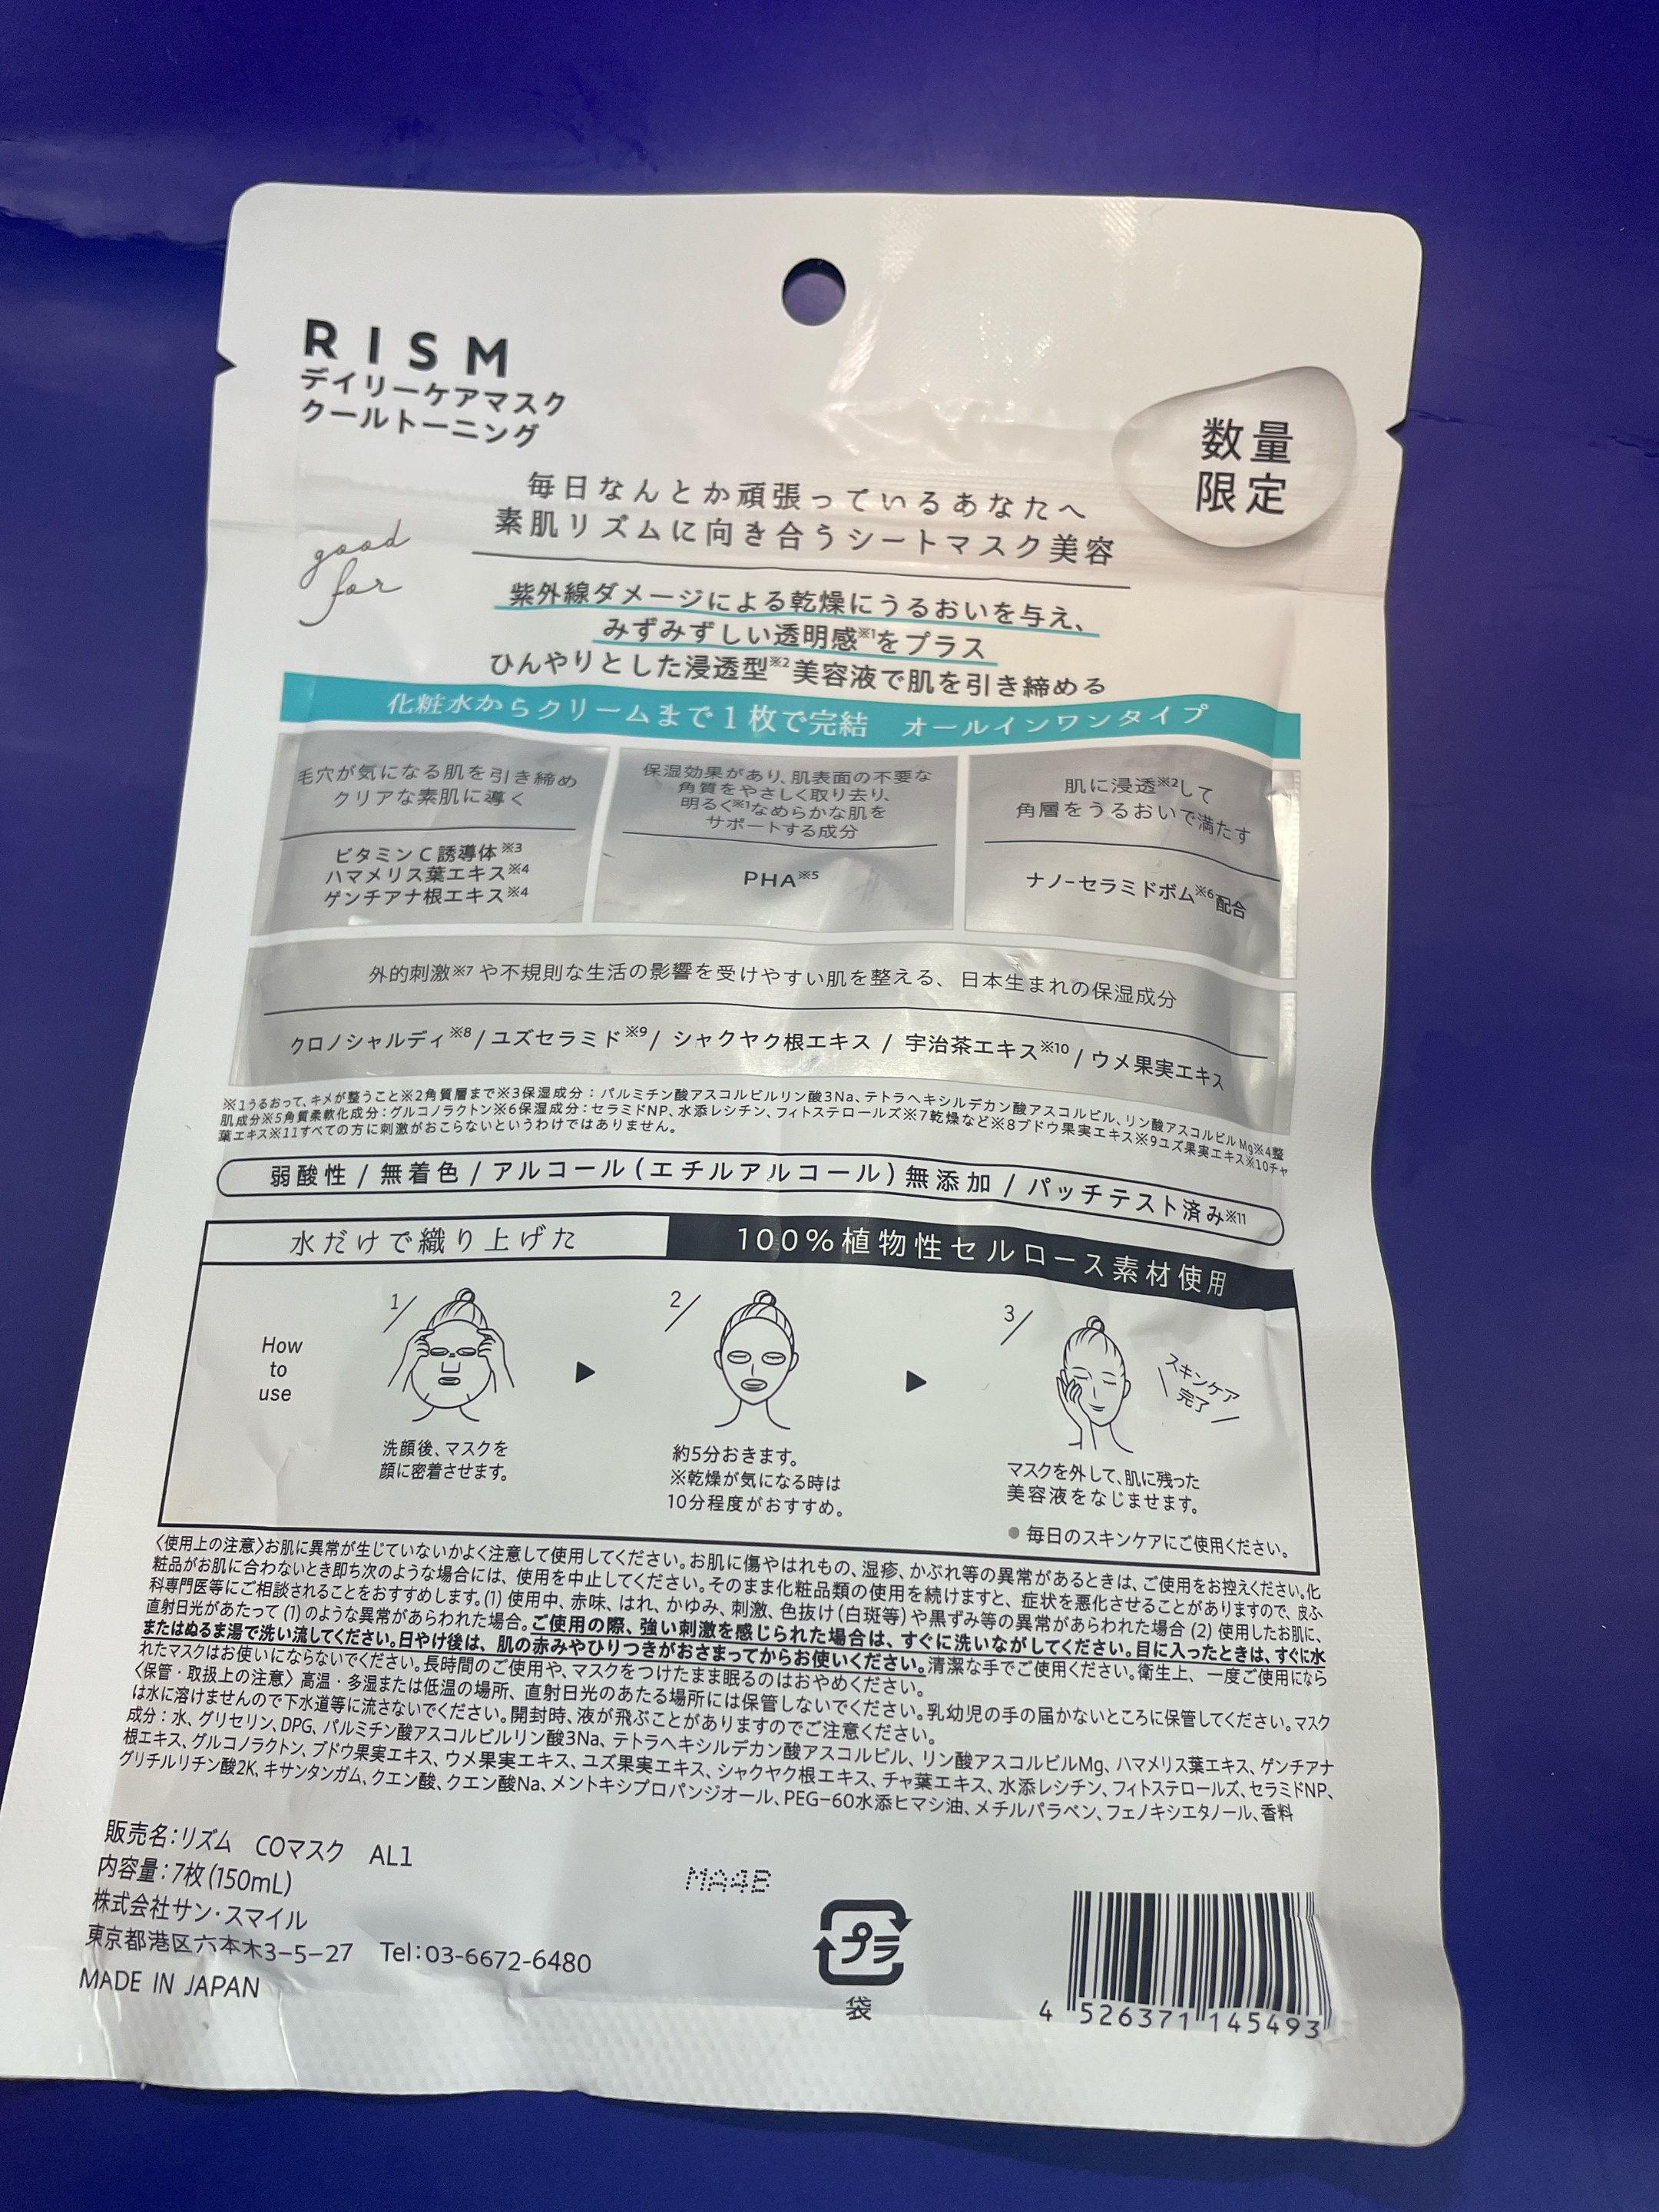 RISM
デイリーケアマスク
クールトーニング
数量
限定
毎日なんとか頑張っているあなたへ
素肌リズムに向き合うシートマスク美容
good
for
紫外線ダメージによる乾燥にうるおいを与え、
みずみずしい透明感※1をプラス
ひんやりとした浸透型※2美容液で肌を引き締める
化粧水からクリームまで1枚で完結　オールインワンタイプ
毛穴が気になる肌を引き締め
クリアな素肌に導く
ビタミンC誘導体※3
ハマメリス葉エキス※4
ゲンチアナ根エキス※4
保湿効果があり、肌表面の不要な
角質をやさしく取り去り、
明るく※1なめらかな肌を
サポートする成分
PHA※5
肌に浸透※2して
角層をうるおいで満たす
ナノーセラミドボム※6配合
外的刺激※7や不規則な生活の影響を受けやすい肌を整える、日本生まれの保湿成分
クロノシャルディ※8/ユズセラミド※9/ シャクヤク根エキス / 宇治茶エキス※10/ウメ果実エキス
※1うるおって、キメが整うこと※2角質層まで※3保湿成分：パルミチン酸アスコルビルリン酸3Na、テトラヘキシルデカン酸アスコルビル、リン酸アスコルビルMg※4整
肌成分※5角質柔軟化成分：グルコノラクトン※6保湿成分：セラミドNP、水添レシチン、フィトステロールズ※7乾燥など※8ブドウ果実エキス※9ユズ果実エキス※10チャ
葉エキス※11すべての方に刺激がおこらないというわけではありません。
弱酸性 / 無着色 / アルコール(エチルアルコール)無添加 / パッチテスト済み※11
水だけで織り上げた
100%植物性セルロース素材使用
How
to
use
1/
洗顔後、マスクを
顔に密着させます。
2/
約5分おきます。
※乾燥が気になる時は
10分程度がおすすめ。
3/
スキンケア
完了
マスクを外して、肌に残った
美容液をなじませます。
●毎日のスキンケアにご使用ください。
〈使用上の注意〉お肌に異常が生じていないかよく注意して使用してください。お肌に傷やはれもの、湿疹、かぶれ等の異常があるときは、ご使用をお控えください。化
粧品がお肌に合わないとき即ち次のような場合には、使用を中止してください。そのまま化粧品類の使用を続けますと、症状を悪化させることがありますので、皮ふ
科専門医等にご相談されることをおすすめします。(1) 使用中、赤味、はれ、かゆみ、刺激、色抜け(白斑等)や黒ずみ等の異常があらわれた場合 (2) 使用したお肌に、
直射日光があたって (1) のような異常があらわれた場合。ご使用の際、強い刺激を感じられた場合は、すぐに洗いながしてください。目に入ったときは、すぐに水
またはぬるま湯で洗い流してください。日やけ後は、肌の赤みやひりつきがおさまってからお使いください。清潔な手でご使用ください。衛生上、一度ご使用になら
れたマスクはお使いにならないでください。長時間のご使用や、マスクをつけたまま眠るのはおやめください。
〈保管・取扱上の注意〉高温・多湿または低温の場所、直射日光のあたる場所には保管しないでください。乳幼児の手の届かないところに保管してください。マスク
は水に溶けませんので下水道等に流さないでください。開封時、液が飛ぶことがありますのでご注意ください。
成分：水、グリセリン、DPG、パルミチン酸アスコルビルリン酸3Na、テトラヘキシルデカン酸アスコルビル、リン酸アスコルビルMg、ハマメリス葉エキス、ゲンチアナ
根エキス、グルコノラクトン、ブドウ果実エキス、ウメ果実エキス、ユズ果実エキス、シャクヤク根エキス、チャ葉エキス、水添レシチン、フィトステロールズ、セラミドNP、
グリチルリチン酸2K、キサンタンガム、クエン酸、クエン酸Na、メントキシプロパンジオール、PEG-60水添ヒマシ油、メチルパラベン、フェノキシエタノール、香料
販売名：リズム　COマスク　AL1
内容量：7枚(150mL)
株式会社サン・スマイル
東京都港区六本木3-5-27　Tel：03-6672-6480
MADE IN JAPAN
MA4B
プラ
袋
4 526371 145493